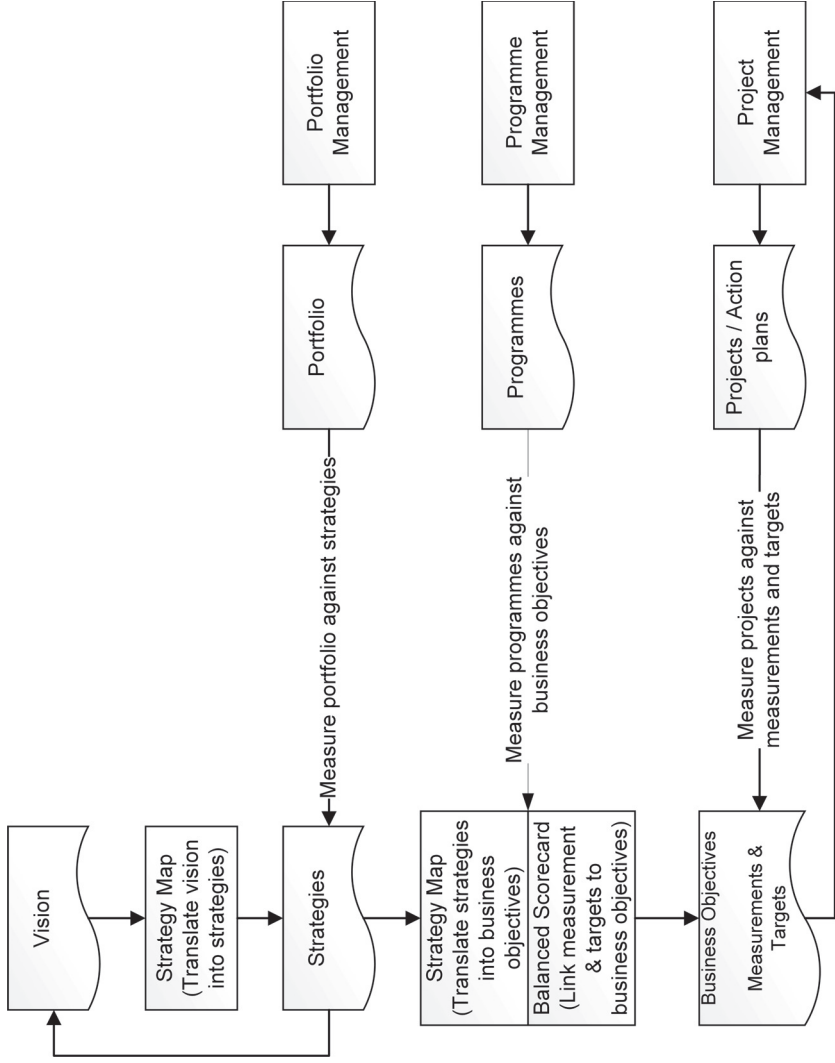 Vision
Strategy Map
(Translate vision
into strategies)
Strategies
Measure portfolio against strategies
Portfolio
Portfolio
Management
Strategy Map
(Translate strategies
into business
objectives)
Balanced Scorecard
(Link measurement
& targets to
business objectives)
Measure programmes against
business objectives
Programmes
Programme
Management
Business Objectives
Measurements &
Targets
Measure projects against
measurements and targets
Projects / Action
plans
Project
Management